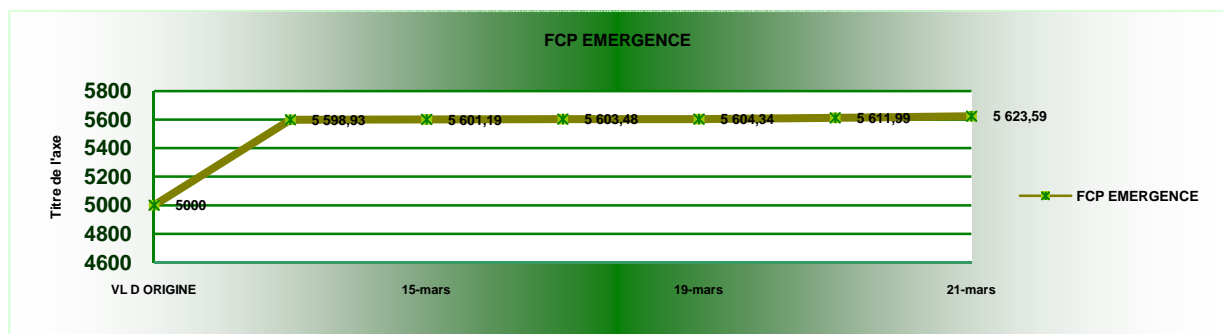 FCP EMERGENCE
Titre de l'axe
5800
5600
5400
5200
5000
4800
4600
5000
5 598,93
5 601,19
5 603,48
5 604,34
5 611,99
5 623,59
FCP EMERGENCE
VL D ORIGINE
15-mars
19-mars
21-mars